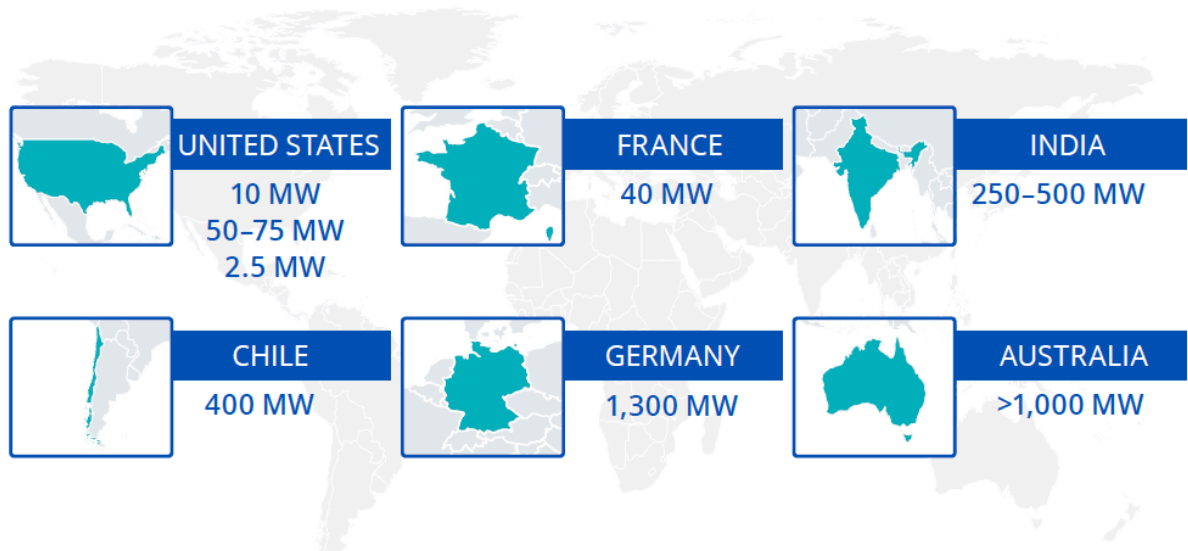 UNITED STATES
10 MW
50–75 MW
2.5 MW
FRANCE
40 MW
INDIA
250–500 MW
CHILE
400 MW
GERMANY
1,300 MW
AUSTRALIA
>1,000 MW